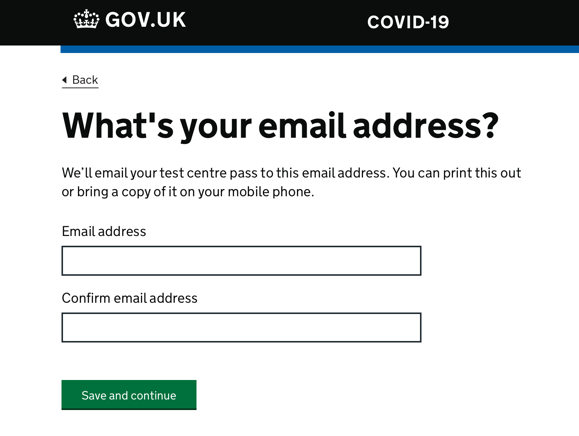 GOV.UK COVID-19
Back
What's your email address?
We'll email your test centre pass to this email address. You can print this out
or bring a copy of it on your mobile phone.
Email address
Confirm email address
Save and continue